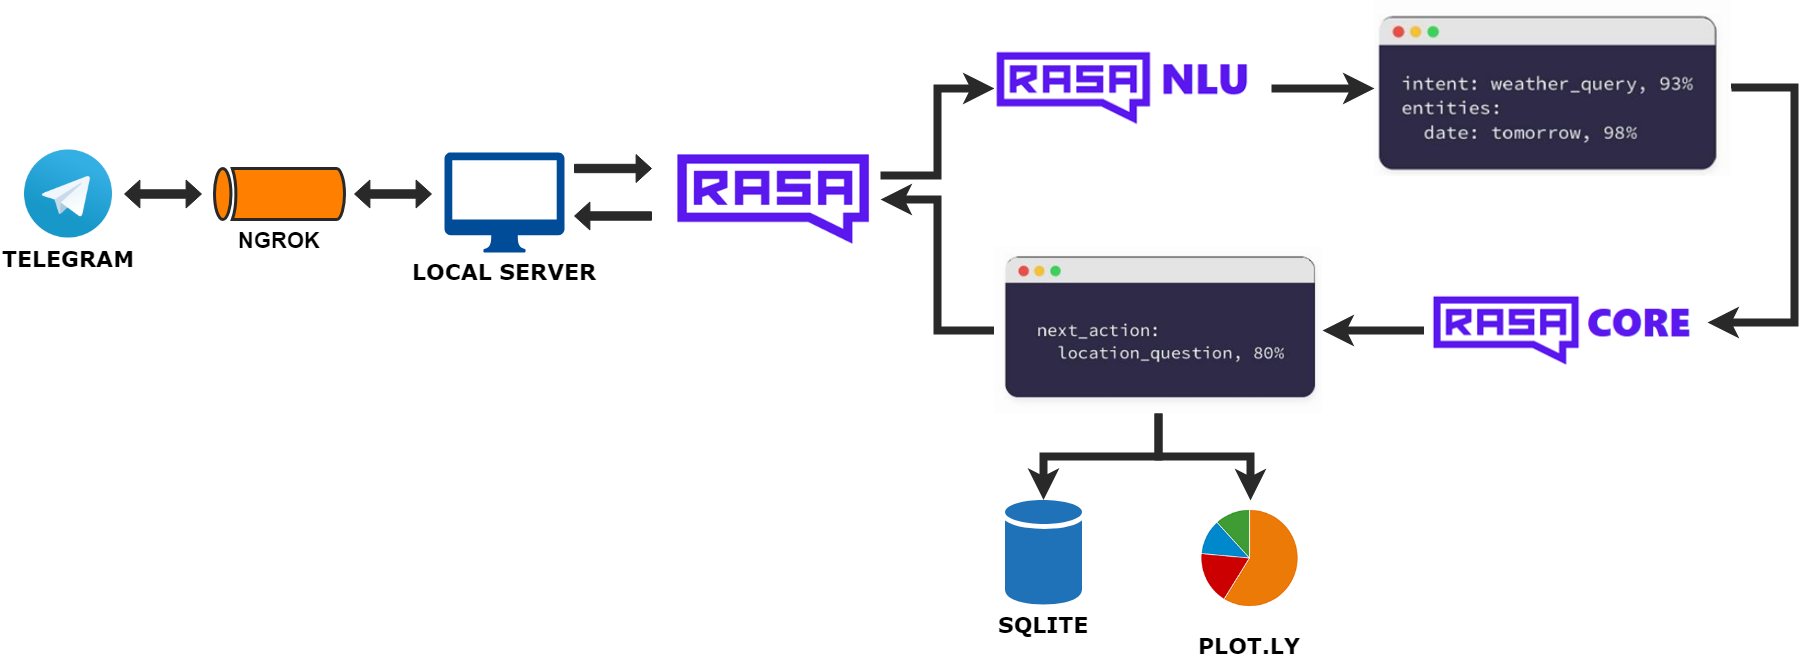 TELEGRAM
NGROK
LOCAL SERVER
RASA
RASA NLU
intent: weather_query, 93%
entities:
date: tomorrow, 98%
RASA CORE
next_action:
location_question, 80%
SQLITE
PLOT.LY